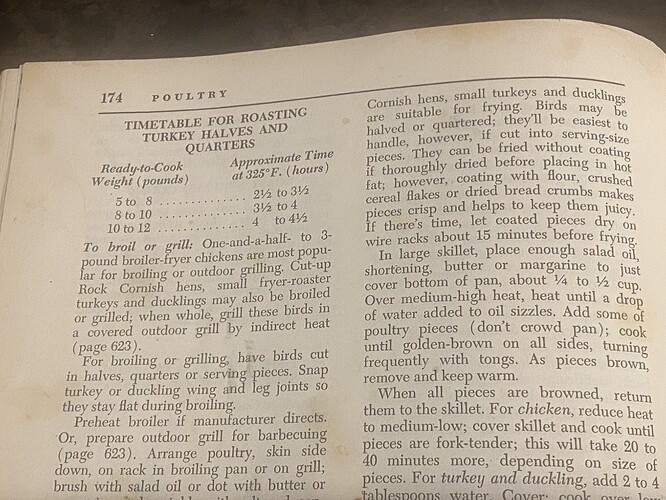 174 POULTRY
TIMETABLE FOR ROASTING
TURKEY HALVES AND
QUARTERS
Ready-to-Cook Approximate Time
Weight (pounds) at 325°F. (hours)
5 to 8 ............. 2½ to 3½
8 to 10 ............. 3½ to 4
10 to 12 ............. 4 to 4½
To broil or grill: One-and-a-half- to 3-
pound broiler-fryer chickens are most popu-
lar for broiling or outdoor grilling. Cut-up
Rock Cornish hens, small fryer-roaster
turkeys and ducklings may also be broiled
or grilled; when whole, grill these birds in
a covered outdoor grill by indirect heat
(page 623).
For broiling or grilling, have birds cut
in halves, quarters or serving pieces. Snap
turkey or duckling wing and leg joints so
they stay flat during broiling.
Preheat broiler if manufacturer directs.
Or, prepare outdoor grill for barbecuing
(page 623). Arrange poultry, skin side
down, on rack in broiling pan or on grill;
brush with salad oil or dot with butter or
Cornish hens, small turkeys and ducklings
are suitable for frying. Birds may be
halved or quartered; they'll be easiest to
handle, however, if cut into serving-size
pieces. They can be fried without coating
if thoroughly dried before placing in hot
fat; however, coating with flour, crushed
cereal flakes or dried bread crumbs makes
pieces crisp and helps to keep them juicy.
If there's time, let coated pieces dry on
wire racks about 15 minutes before frying.
In large skillet, place enough salad oil,
shortening, butter or margarine to just
cover bottom of pan, about ¼ to ½ cup.
Over medium-high heat, heat until a drop
of water added to oil sizzles. Add some of
poultry pieces (don't crowd pan); cook
until golden-brown on all sides, turning
frequently with tongs. As pieces brown,
remove and keep warm.
When all pieces are browned, return
them to the skillet. For chicken, reduce heat
to medium-low; cover skillet and cook until
pieces are fork-tender; this will take 20 to
40 minutes more, depending on size of
pieces. For turkey and duckling, add 2 to 4
tablespoons water. Cover; cook over low